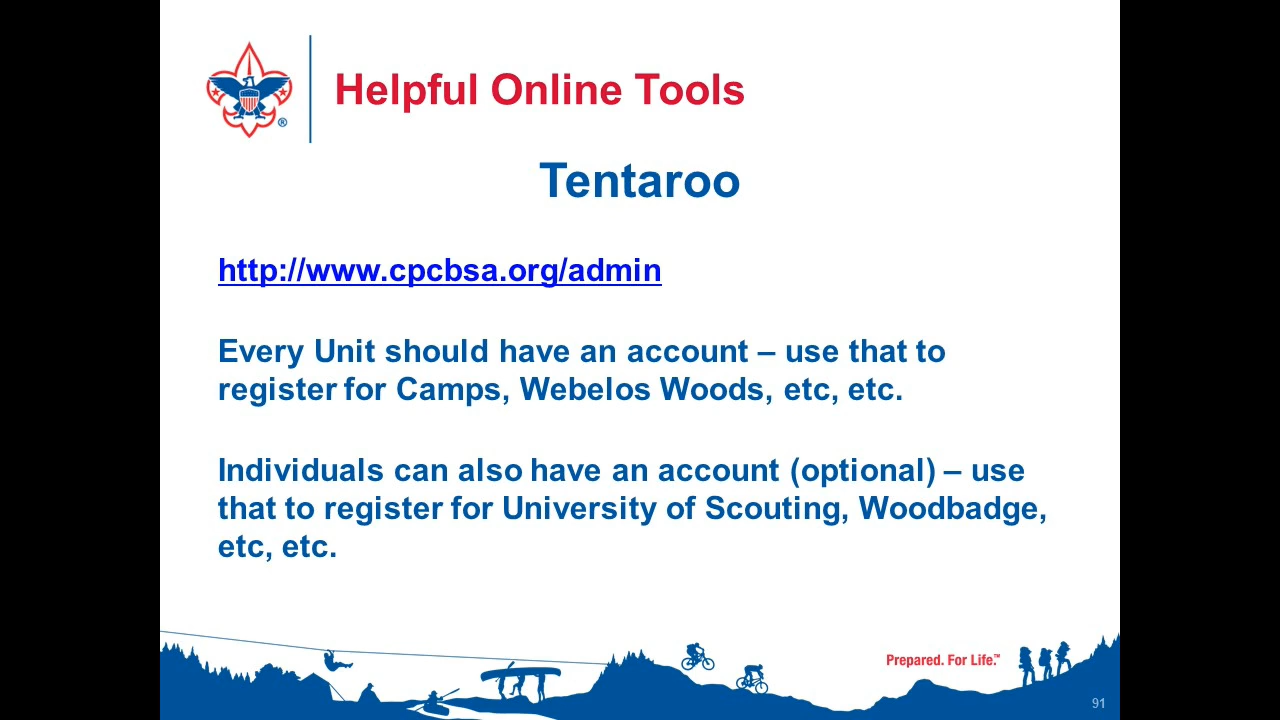 Helpful Online Tools
Tentaroo
http://www.cpcbsa.org/admin
Every Unit should have an account – use that to
register for Camps, Webelos Woods, etc, etc.
Individuals can also have an account (optional) – use
that to register for University of Scouting, Woodbadge,
etc, etc.
Prepared. For Life.™
91